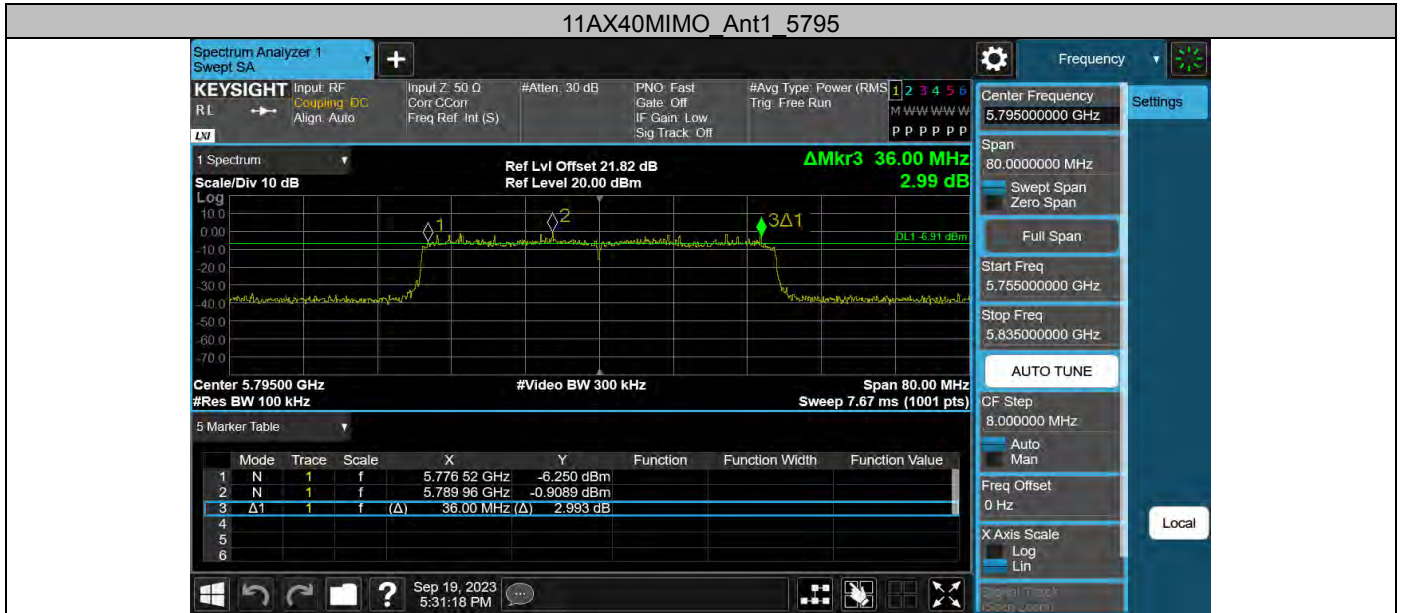 11AX40MIMO_Ant1_5795
Spectrum Analyzer 1
Swept SA
+
Frequency
KEYSIGHT
RL
LXI
Input: RF
Coupling: DC
Align: Auto
Input Z: 50 Ω
Corr CCorr
Freq Ref: Int (S)
#Atten: 30 dB
PNO: Fast
Gate: Off
IF Gain: Low
Sig Track: Off
#Avg Type: Power (RMS
Trig: Free Run
1 2 3 4 5 6
M W W W W W
P P P P P P
1 Spectrum
Scale/Div 10 dB
Ref Lvl Offset 21.82 dB
Ref Level 20.00 dBm
ΔMkr3 36.00 MHz
2.99 dB
Log
10.0
0.00
-10.0
-20.0
-30.0
-40.0
-50.0
-60.0
-70.0
1
2
3Δ1
DL1 -6.91 dBm
Center 5.79500 GHz
#Res BW 100 kHz
#Video BW 300 kHz
Span 80.00 MHz
Sweep 7.67 ms (1001 pts)
5 Marker Table
Mode Trace Scale X Y Function Function Width Function Value
1 N 1 f 5.776 52 GHz -6.250 dBm
2 N 1 f 5.789 96 GHz -0.9089 dBm
3 Δ1 1 f (Δ) 36.00 MHz (Δ) 2.993 dB
4
5
6
Center Frequency
5.795000000 GHz
Settings
Span
80.0000000 MHz
Swept Span
Zero Span
Full Span
Start Freq
5.755000000 GHz
Stop Freq
5.835000000 GHz
AUTO TUNE
CF Step
8.000000 MHz
Auto
Man
Freq Offset
0 Hz
X Axis Scale
Log
Lin
Signal Track
(Span Zoom)
Local
?
Sep 19, 2023
5:31:18 PM